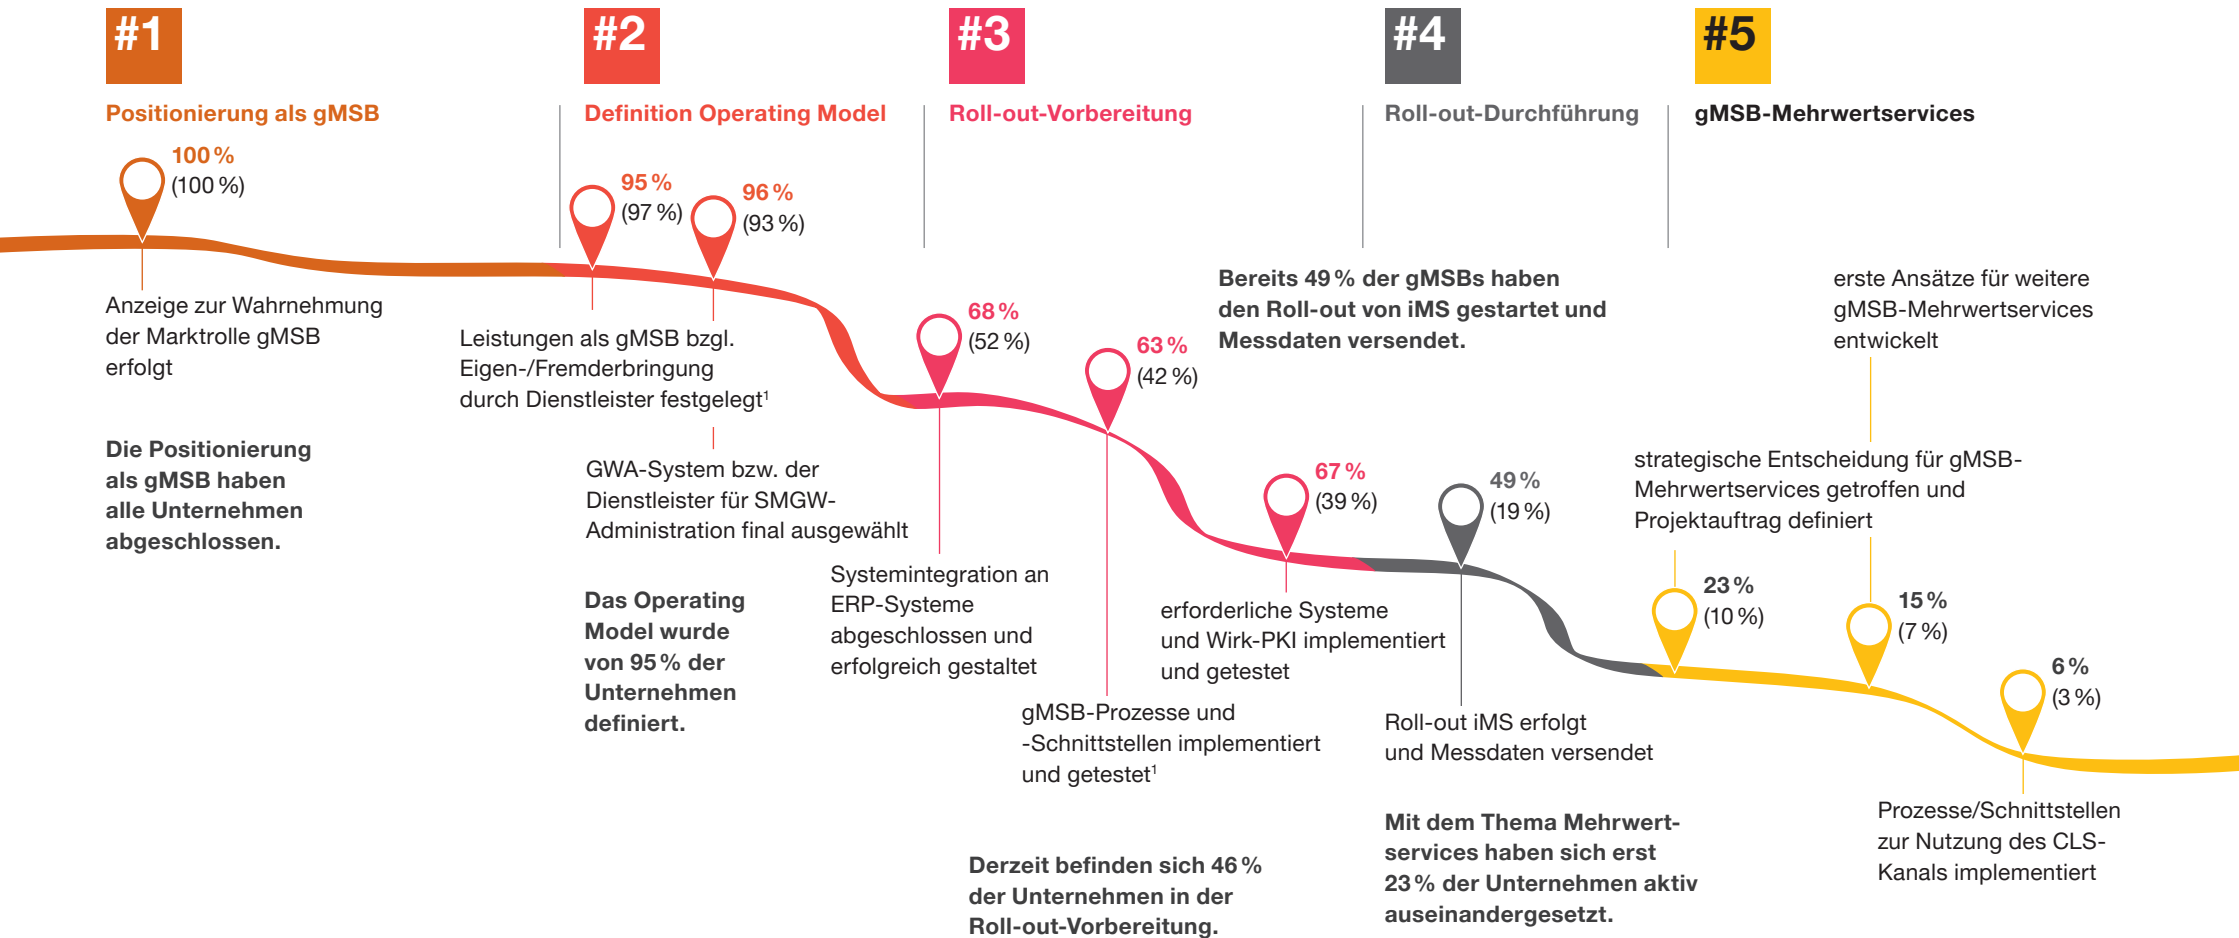 #1
Positionierung als gMSB
100 %
(100 %)
Anzeige zur Wahrnehmung
der Marktrolle gMSB
erfolgt
Die Positionierung
als gMSB haben
alle Unternehmen
abgeschlossen.
#2
Definition Operating Model
95 %
(97 %)
96 %
(93 %)
Leistungen als gMSB bzgl.
Eigen-/Fremderbringung
durch Dienstleister festgelegt¹
GWA-System bzw. der
Dienstleister für SMGW-
Administration final ausgewählt
Das Operating
Model wurde
von 95 % der
Unternehmen
definiert.
#3
Roll-out-Vorbereitung
68 %
(52 %)
63 %
(42 %)
67 %
(39 %)
Systemintegration an
ERP-Systeme
abgeschlossen und
erfolgreich gestaltet
gMSB-Prozesse und
-Schnittstellen implementiert
und getestet¹
erforderliche Systeme
und Wirk-PKI implementiert
und getestet
Derzeit befinden sich 46 %
der Unternehmen in der
Roll-out-Vorbereitung.
#4
Roll-out-Durchführung
Bereits 49 % der gMSBs haben
den Roll-out von iMS gestartet und
Messdaten versendet.
49 %
(19 %)
Roll-out iMS erfolgt
und Messdaten versendet
Mit dem Thema Mehrwert-
services haben sich erst
23 % der Unternehmen aktiv
auseinandergesetzt.
#5
gMSB-Mehrwertservices
erste Ansätze für weitere
gMSB-Mehrwertservices
entwickelt
strategische Entscheidung für gMSB-
Mehrwertservices getroffen und
Projektauftrag definiert
23 %
(10 %)
15 %
(7 %)
6 %
(3 %)
Prozesse/Schnittstellen
zur Nutzung des CLS-
Kanals implementiert